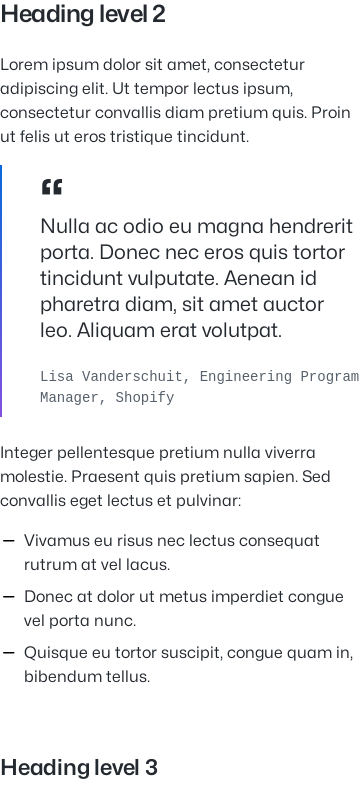 Heading level 2
Lorem ipsum dolor sit amet, consectetur
adipiscing elit. Ut tempor lectus ipsum,
consectetur convallis diam pretium quis. Proin
ut felis ut eros tristique tincidunt.
“
Nulla ac odio eu magna hendrerit
porta. Donec nec eros quis tortor
tincidunt vulputate. Aenean id
pharetra diam, sit amet auctor
leo. Aliquam erat volutpat.
Lisa Vanderschuit, Engineering Program
Manager, Shopify
Integer pellentesque pretium nulla viverra
molestie. Praesent quis pretium sapien. Sed
convallis eget lectus et pulvinar:
— Vivamus eu risus nec lectus consequat
rutrum at vel lacus.
— Donec at dolor ut metus imperdiet congue
vel porta nunc.
— Quisque eu tortor suscipit, congue quam in,
bibendum tellus.
Heading level 3